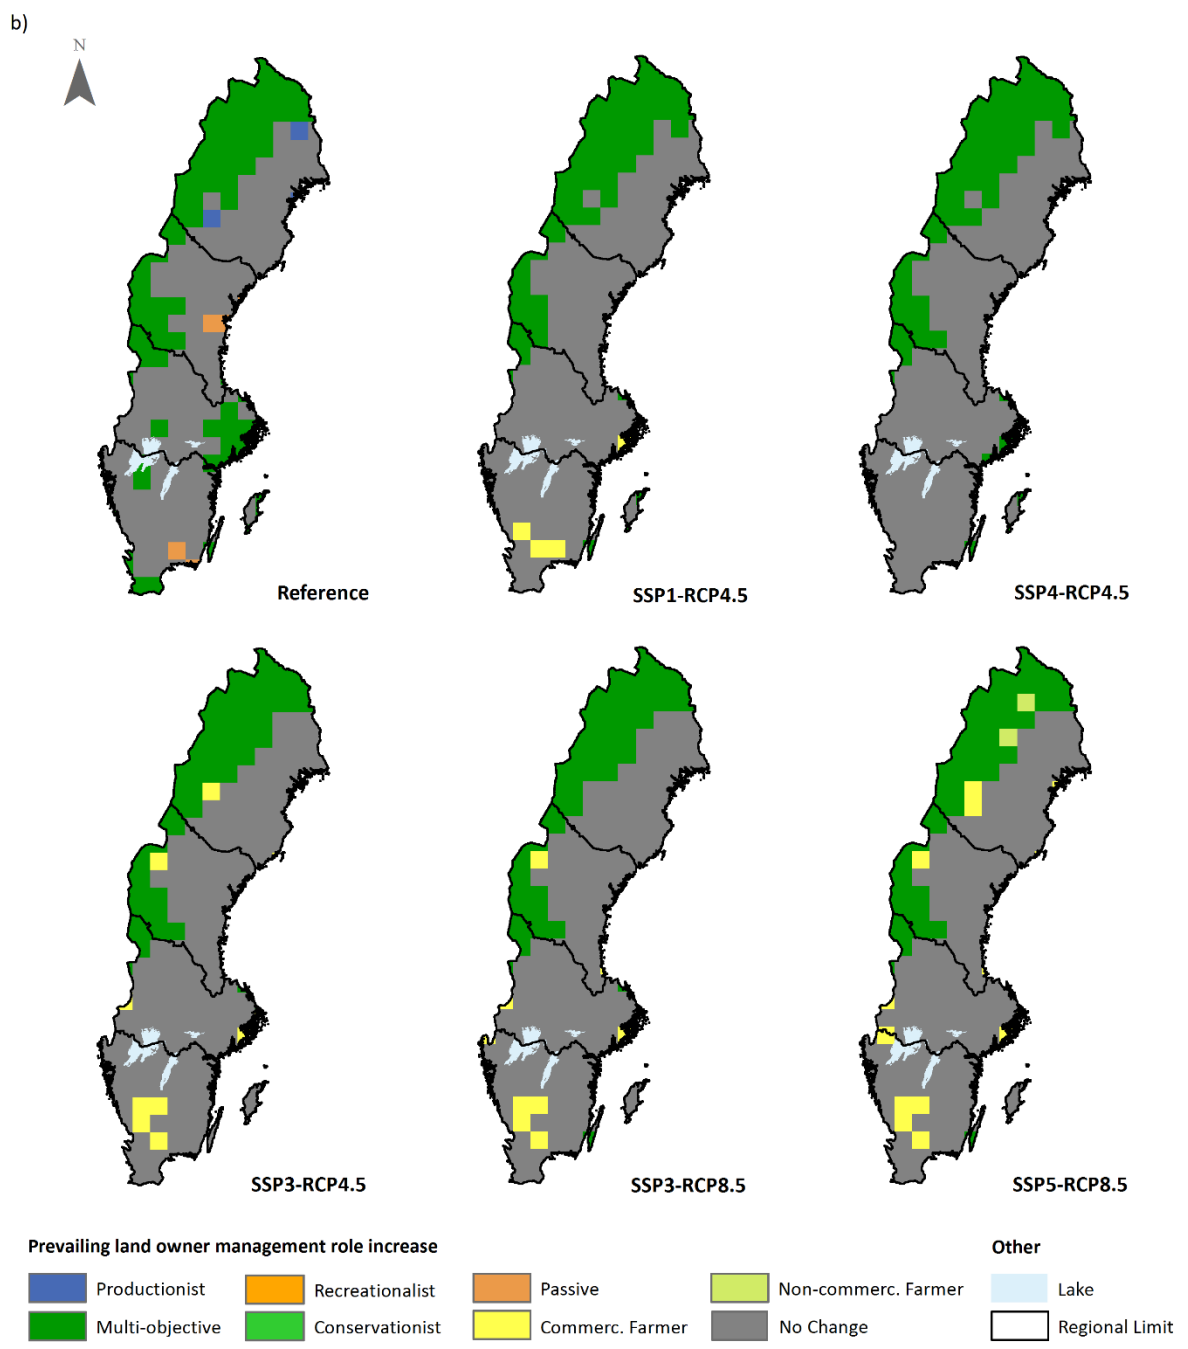 b)
N
Reference
SSP1-RCP4.5
SSP4-RCP4.5
SSP3-RCP4.5
SSP3-RCP8.5
SSP5-RCP8.5
Prevailing land owner management role increase
Other
Productionist
Recreationalist
Passive
Non-commerc. Farmer
Lake
Multi-objective
Conservationist
Commerc. Farmer
No Change
Regional Limit